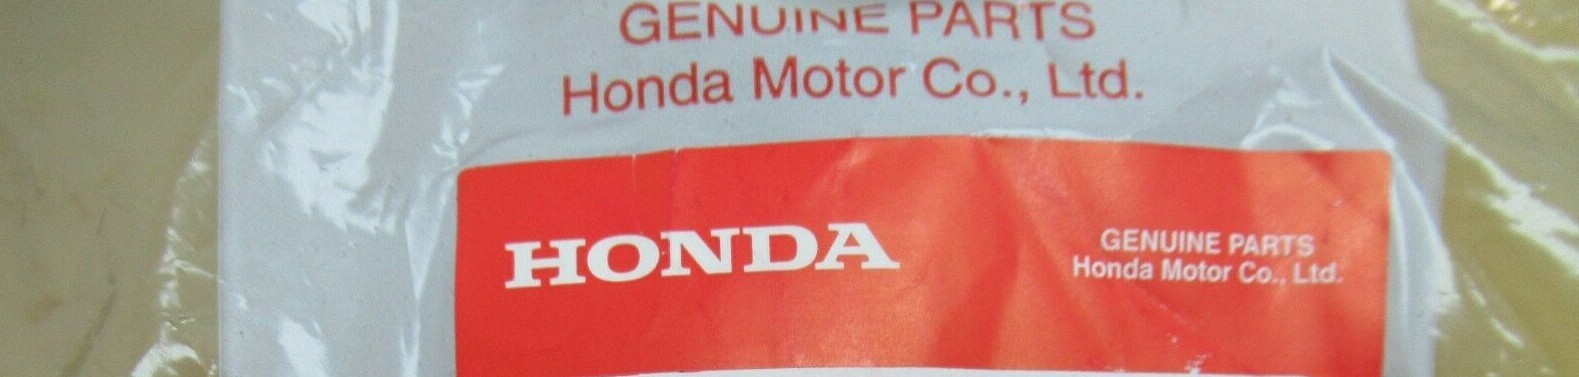 GENUINE PARTS
Honda Motor Co., Ltd.
HONDA
GENUINE PARTS
Honda Motor Co., Ltd.